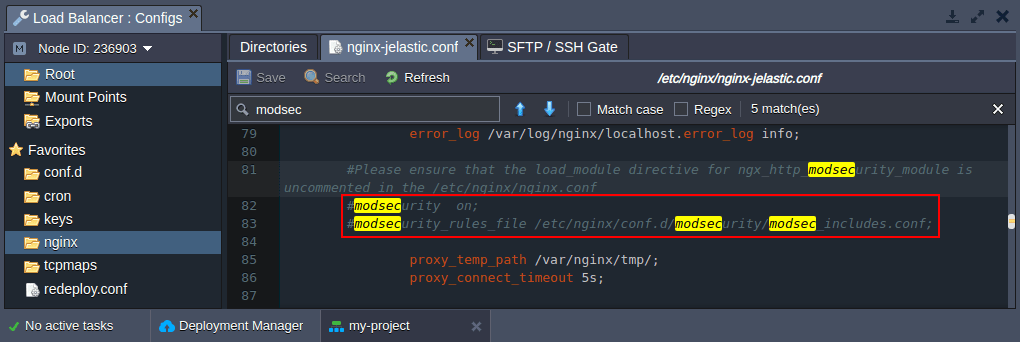 Load Balancer : Configs
M Node ID: 236903
Root
Mount Points
Exports
Favorites
conf.d
cron
keys
nginx
tcpmaps
redeploy.conf
Directories nginx-jelastic.conf SFTP / SSH Gate
Save Search Refresh /etc/nginx/nginx-jelastic.conf
modsec Match case Regex 5 match(es)
79 error_log /var/log/nginx/localhost.error_log info;
80
81 #Please ensure that the load_module directive for ngx_http_modsecurity_module is
uncommented in the /etc/nginx/nginx.conf
82 #modsecurity  on;
83 #modsecurity_rules_file /etc/nginx/conf.d/modsecurity/modsec_includes.conf;
84
85 proxy_temp_path /var/nginx/tmp/;
86 proxy_connect_timeout 5s;
87
No active tasks Deployment Manager my-project